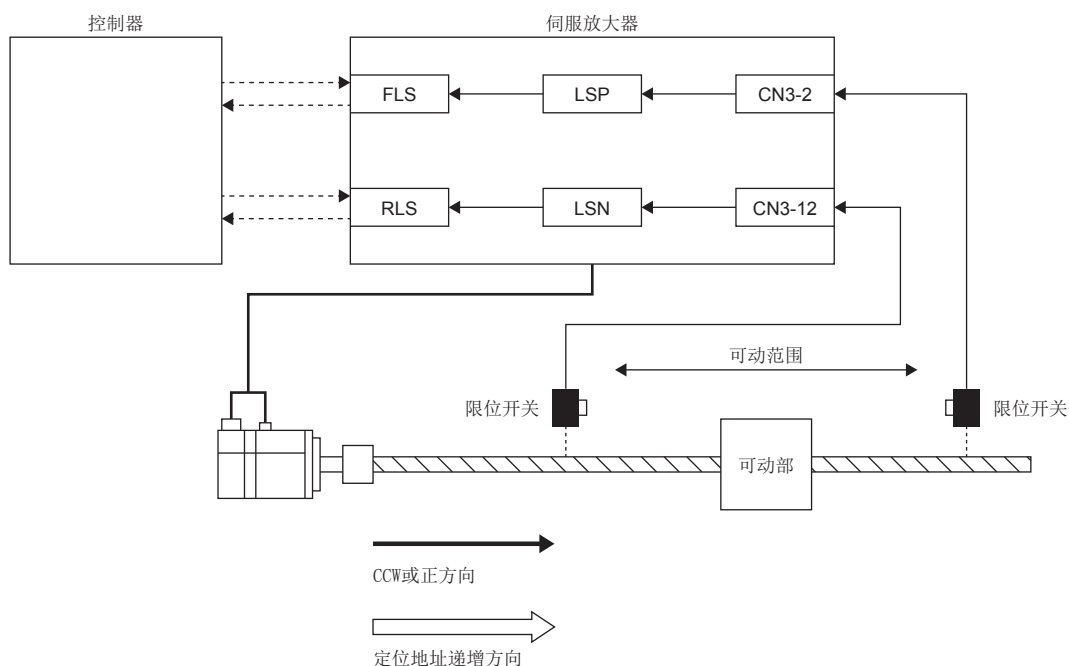 控制器
伺服放大器
FLS
LSP
CN3-2
RLS
LSN
CN3-12
可动范围
限位开关
限位开关
可动部
CCW或正方向
定位地址递增方向